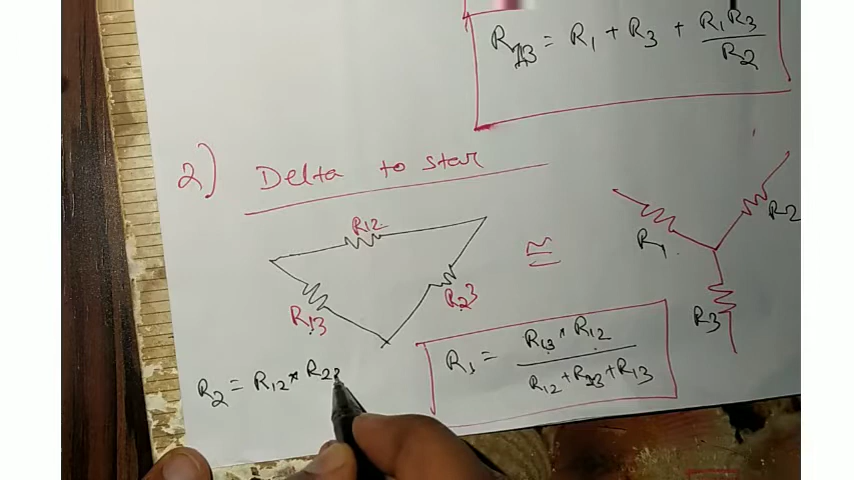 R13 = R1 + R3 + R1R3 / R2
2) Delta to star
R12
R13
R23
≅
R1
R2
R3
R1 = R13 * R12 / R12 + R23 + R13
R2 = R12 * R23